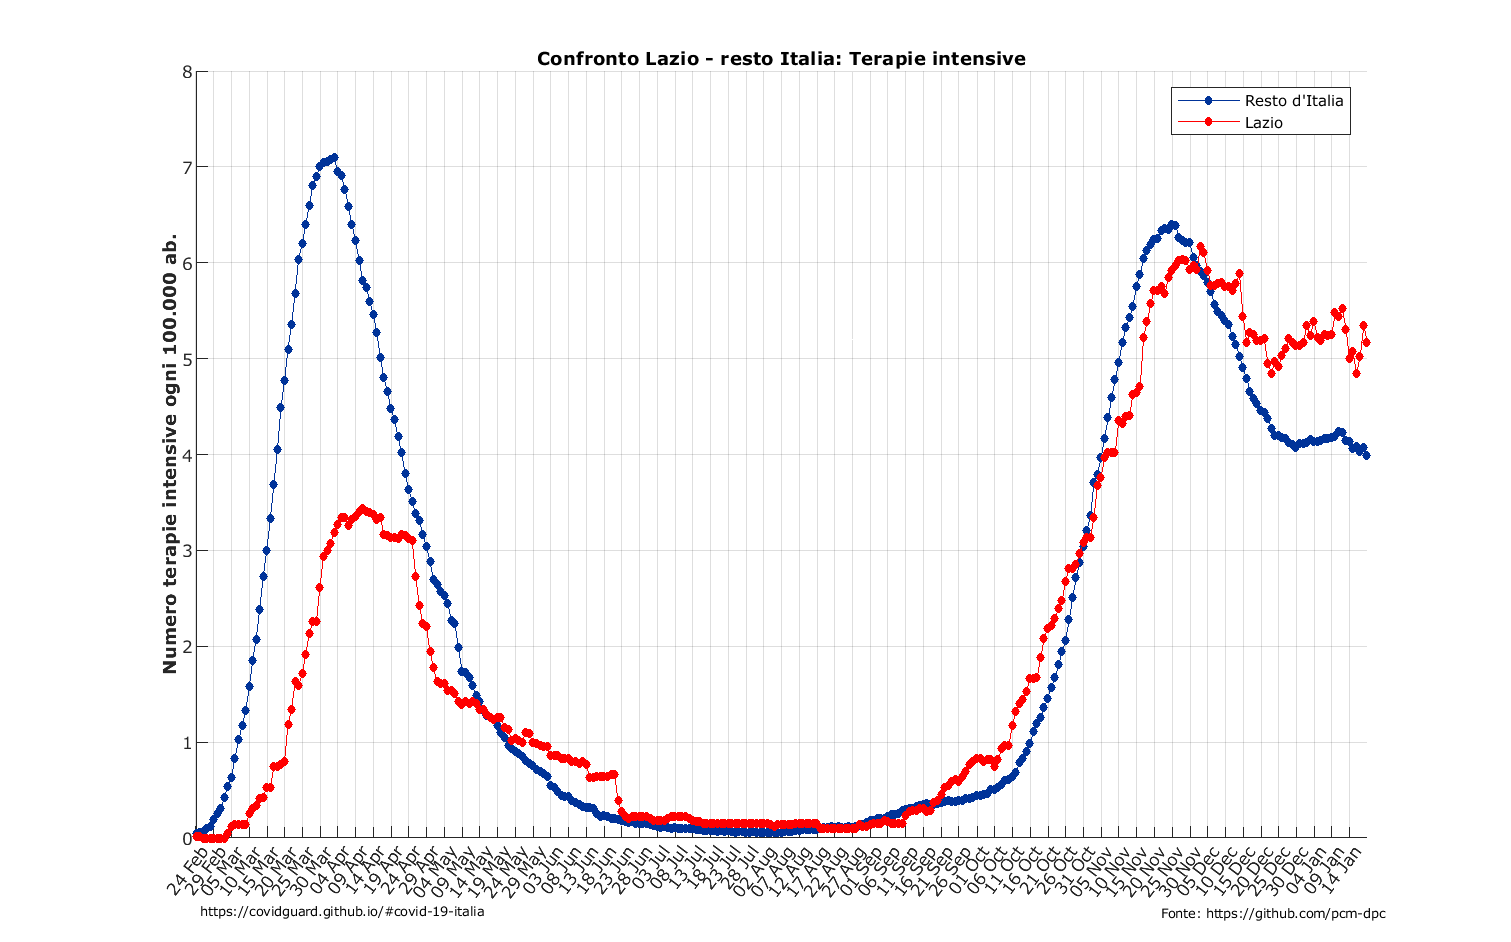 Confronto Lazio - resto Italia: Terapie intensive
Resto d'Italia
Lazio
Numero terapie intensive ogni 100.000 ab.
8
7
6
5
4
3
2
1
0
24 Feb
29 Feb
05 Mar
10 Mar
15 Mar
20 Mar
25 Mar
30 Mar
04 Apr
09 Apr
14 Apr
19 Apr
24 Apr
29 Apr
04 May
09 May
14 May
19 May
24 May
29 May
03 Jun
08 Jun
13 Jun
18 Jun
23 Jun
28 Jun
03 Jul
08 Jul
13 Jul
18 Jul
23 Jul
28 Jul
02 Aug
07 Aug
12 Aug
17 Aug
22 Aug
27 Aug
01 Sep
06 Sep
11 Sep
16 Sep
21 Sep
26 Sep
01 Oct
06 Oct
11 Oct
16 Oct
21 Oct
26 Oct
31 Oct
05 Nov
10 Nov
15 Nov
20 Nov
25 Nov
30 Nov
05 Dec
10 Dec
15 Dec
20 Dec
25 Dec
30 Dec
04 Jan
09 Jan
14 Jan
https://covidguard.github.io/#covid-19-italia
Fonte: https://github.com/pcm-dpc